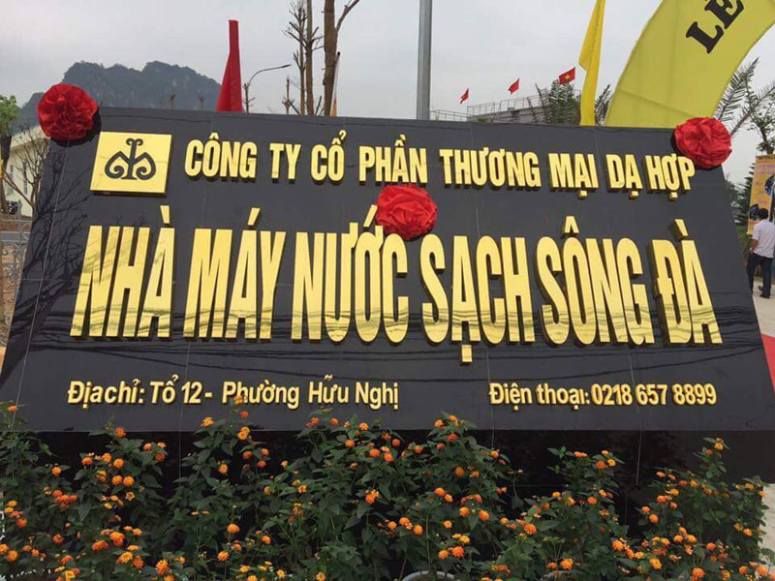 LE
CÔNG TY CỔ PHẦN THƯƠNG MẠI DẠ HỢP
NHÀ MÁY NƯỚC SẠCH SÔNG ĐÀ
Địa chỉ: Tổ 12 - Phường Hữu Nghị
Điện thoại: 0218 657 8899